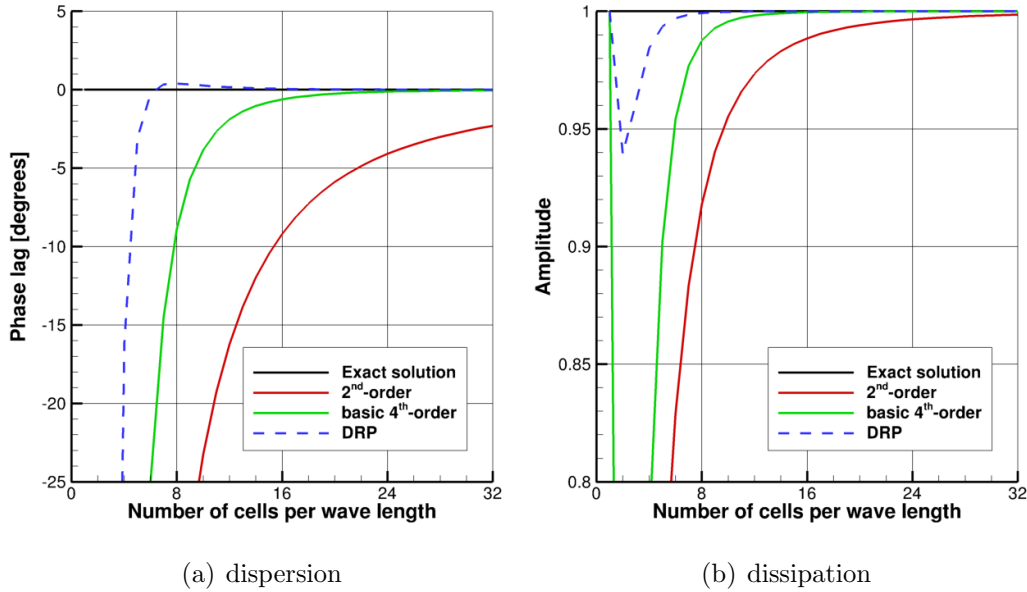 5
0
-5
-10
-15
-20
-25
Phase lag [degrees]
Exact solution
2nd-order
basic 4th-order
DRP
0 8 16 24 32
Number of cells per wave length
(a) dispersion
1
0.95
0.9
0.85
0.8
Amplitude
Exact solution
2nd-order
basic 4th-order
DRP
0 8 16 24 32
Number of cells per wave length
(b) dissipation